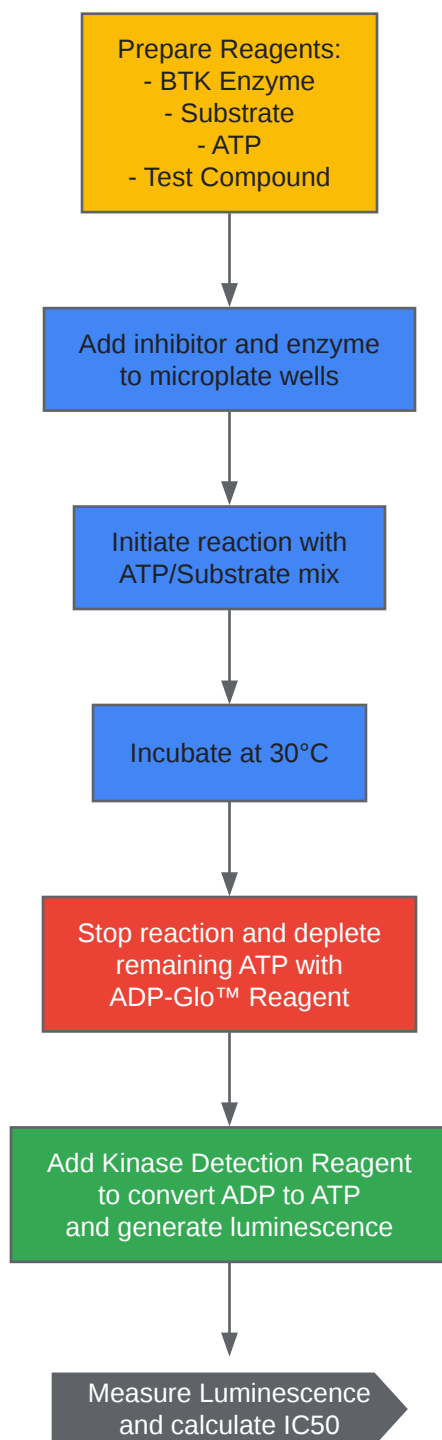 Prepare Reagents:
- BTK Enzyme
- Substrate
- ATP
- Test Compound
Add inhibitor and enzyme
to microplate wells
Initiate reaction with
ATP/Substrate mix
Incubate at 30°C
Stop reaction and deplete
remaining ATP with
ADP-Glo™ Reagent
Add Kinase Detection Reagent
to convert ADP to ATP
and generate luminescence
Measure Luminescence
and calculate IC50